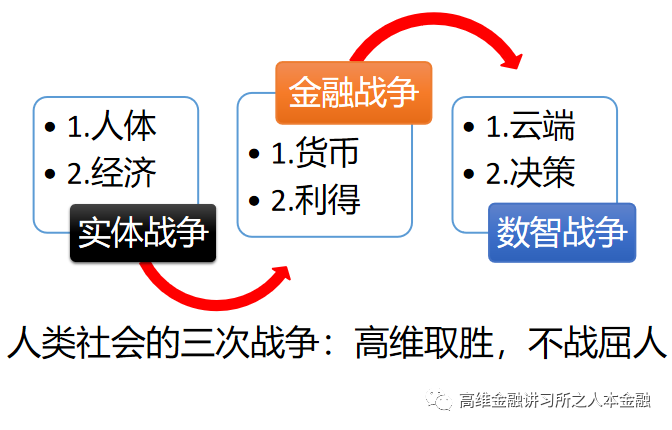 1.人体
2.经济
实体战争
金融战争
1.货币
2.利得
1.云端
2.决策
数智战争
人类社会的三次战争：高维取胜，不战屈人
高维金融讲习所之人本金融